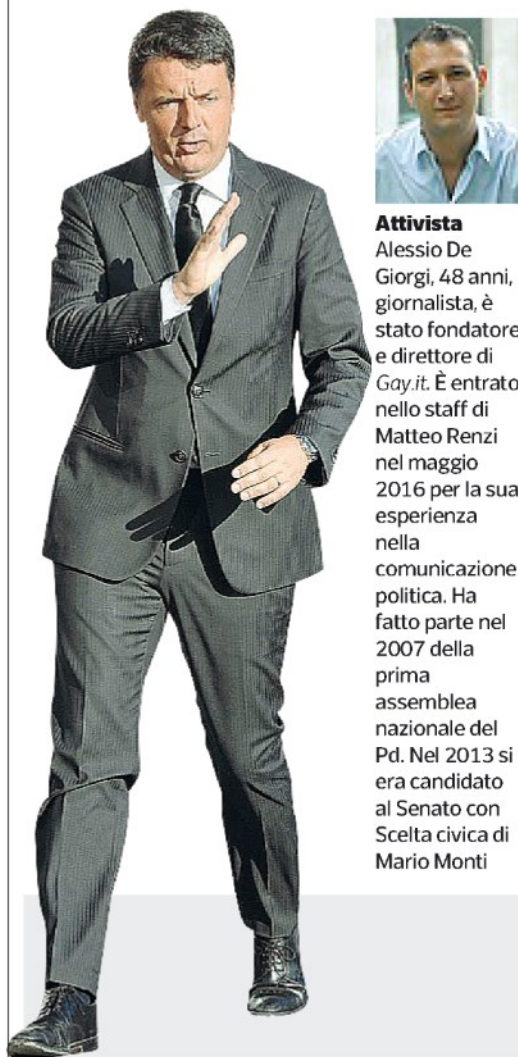 Attivista
Alessio De
Giorgi, 48 anni,
giornalista, è
stato fondatore
e direttore di
Gay.it. È entrato
nello staff di
Matteo Renzi
nel maggio
2016 per la sua
esperienza
nella
comunicazione
politica. Ha
fatto parte nel
2007 della
prima
assemblea
nazionale del
Pd. Nel 2013 si
era candidato
al Senato con
Scelta civica di
Mario Monti